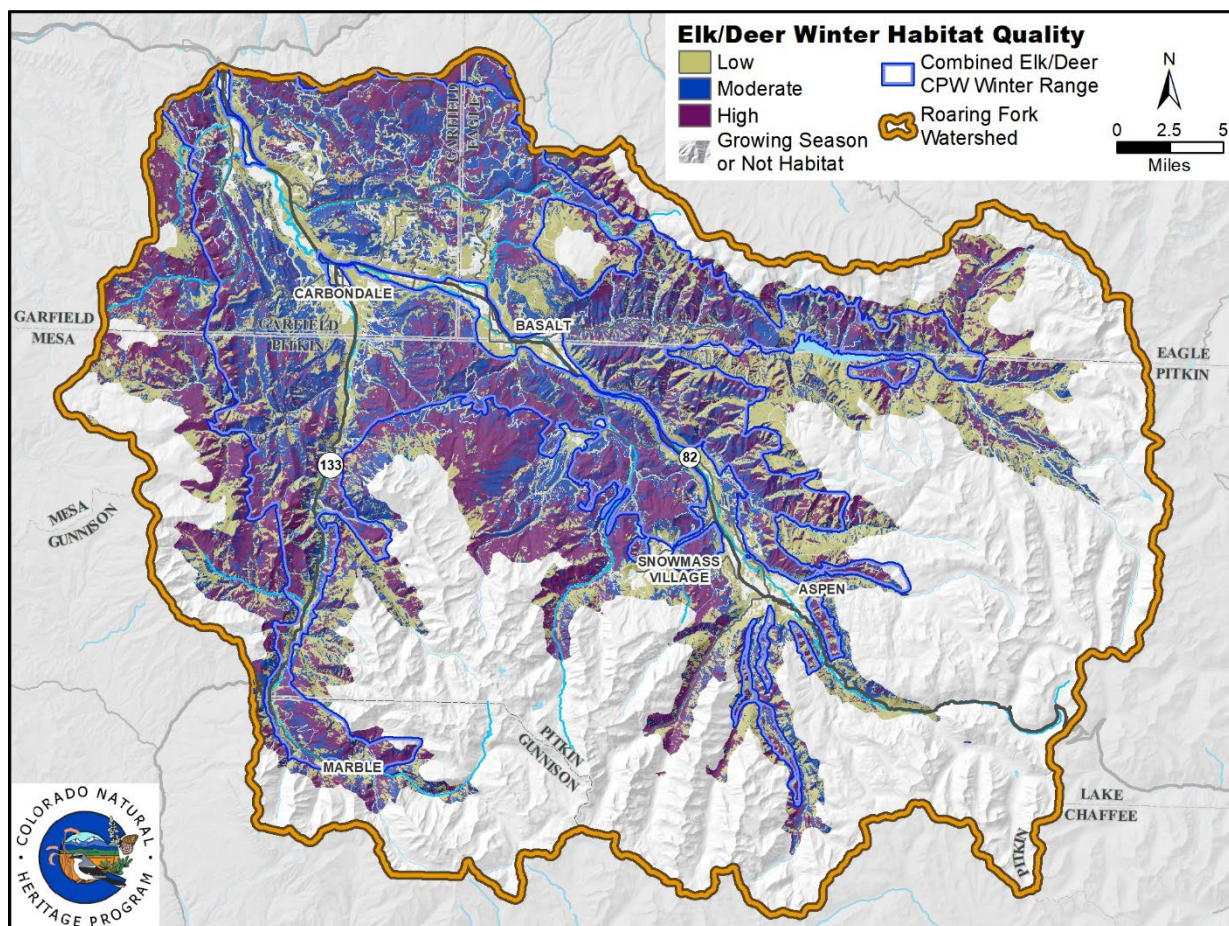 Elk/Deer Winter Habitat Quality
Low
Moderate
High
Growing Season
or Not Habitat
Combined Elk/Deer
CPW Winter Range
Roaring Fork
Watershed
N
0 2.5 5
Miles
GARFIELD
EAGLE
CARBONDALE
GARFIELD
MESA
GARFIELD
PITKIN
BASALT
EAGLE
PITKIN
133
82
MESA
GUNNISON
SNOWMASS
VILLAGE
ASPEN
PITKIN
GUNNISON
MARBLE
LAKE
CHAFFEE
PITKIN
COLORADO NATURAL
HERITAGE PROGRAM